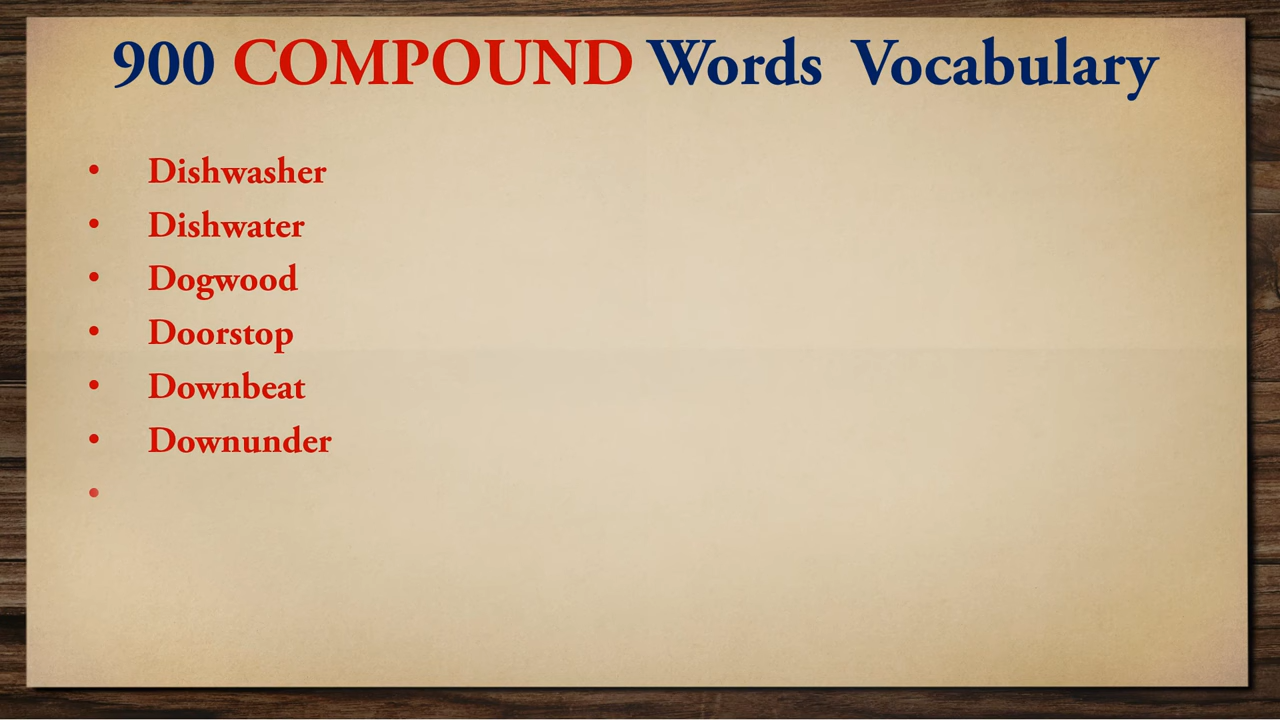 900 COMPOUND Words Vocabulary
• Dishwasher
• Dishwater
• Dogwood
• Doorstop
• Downbeat
• Downunder
•